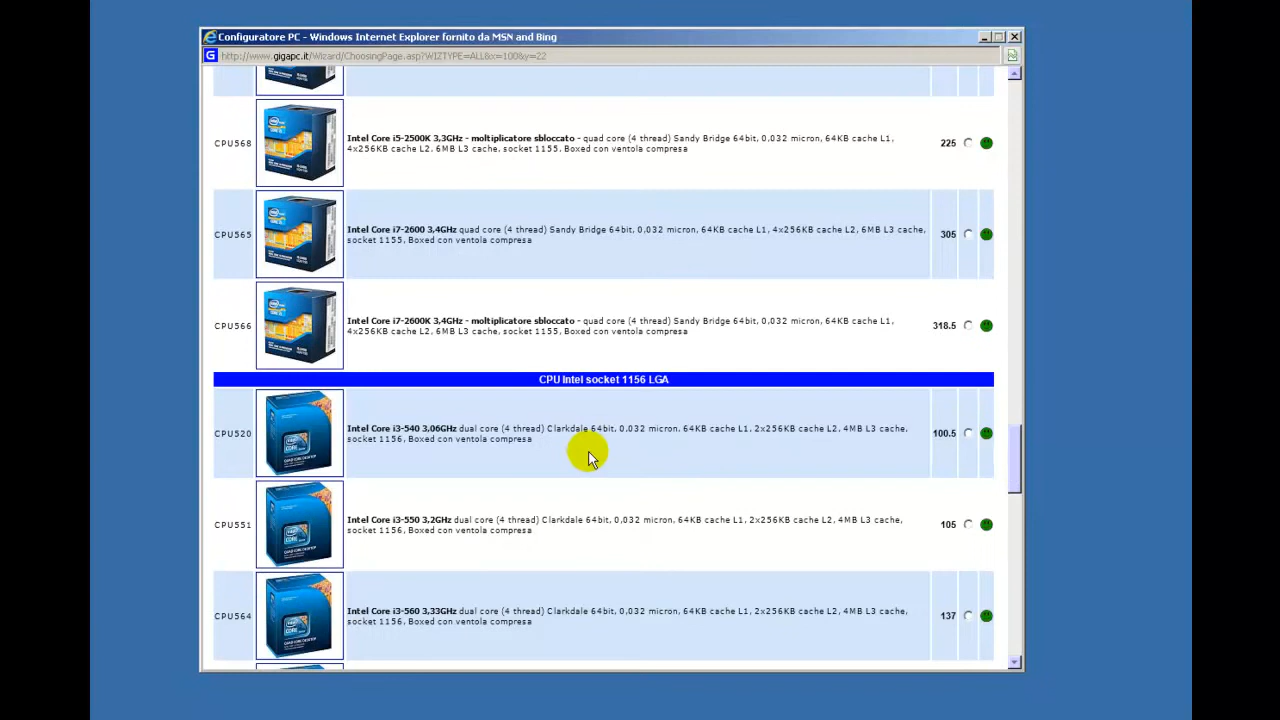 Configuratore PC - Windows Internet Explorer fornito da MSN and Bing
http://www.gigapc.it/Wizard/ChoosingPage.asp?WIZTYPE=ALL&x=100&y=22
CPU568
Intel Core i5-2500K 3,3GHz - moltiplicatore sbloccato - quad core (4 thread) Sandy Bridge 64bit, 0,032 micron, 64KB cache L1,
4x256KB cache L2, 6MB L3 cache, socket 1155, Boxed con ventola compresa
225
CPU565
Intel Core i7-2600 3,4GHz quad core (4 thread) Sandy Bridge 64bit, 0,032 micron, 64KB cache L1, 4x256KB cache L2, 6MB L3 cache,
socket 1155, Boxed con ventola compresa
305
CPU566
Intel Core i7-2600K 3,4GHz - moltiplicatore sbloccato - quad core (4 thread) Sandy Bridge 64bit, 0,032 micron, 64KB cache L1,
4x256KB cache L2, 6MB L3 cache, socket 1155, Boxed con ventola compresa
318.5
CPU Intel socket 1156 LGA
CPU520
Intel Core i3-540 3,06GHz dual core (4 thread) Clarkdale 64bit, 0,032 micron, 64KB cache L1, 2x256KB cache L2, 4MB L3 cache,
socket 1156, Boxed con ventola compresa
100.5
CPU551
Intel Core i3-550 3,2GHz dual core (4 thread) Clarkdale 64bit, 0,032 micron, 64KB cache L1, 2x256KB cache L2, 4MB L3 cache,
socket 1156, Boxed con ventola compresa
105
CPU564
Intel Core i3-560 3,33GHz dual core (4 thread) Clarkdale 64bit, 0,032 micron, 64KB cache L1, 2x256KB cache L2, 4MB L3 cache,
socket 1156, Boxed con ventola compresa
137